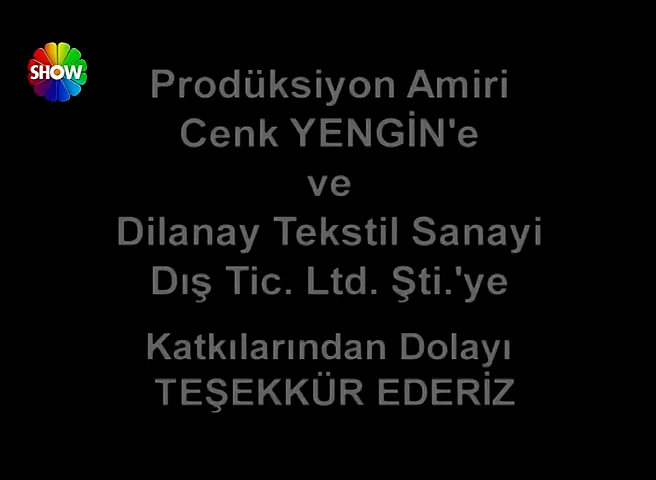 SHOW
Prodüksiyon Amiri
Cenk YENGİN'e
ve
Dilanay Tekstil Sanayi
Dış Tic. Ltd. Şti.'ye
Katkılarından Dolayı
TEŞEKKÜR EDERİZ